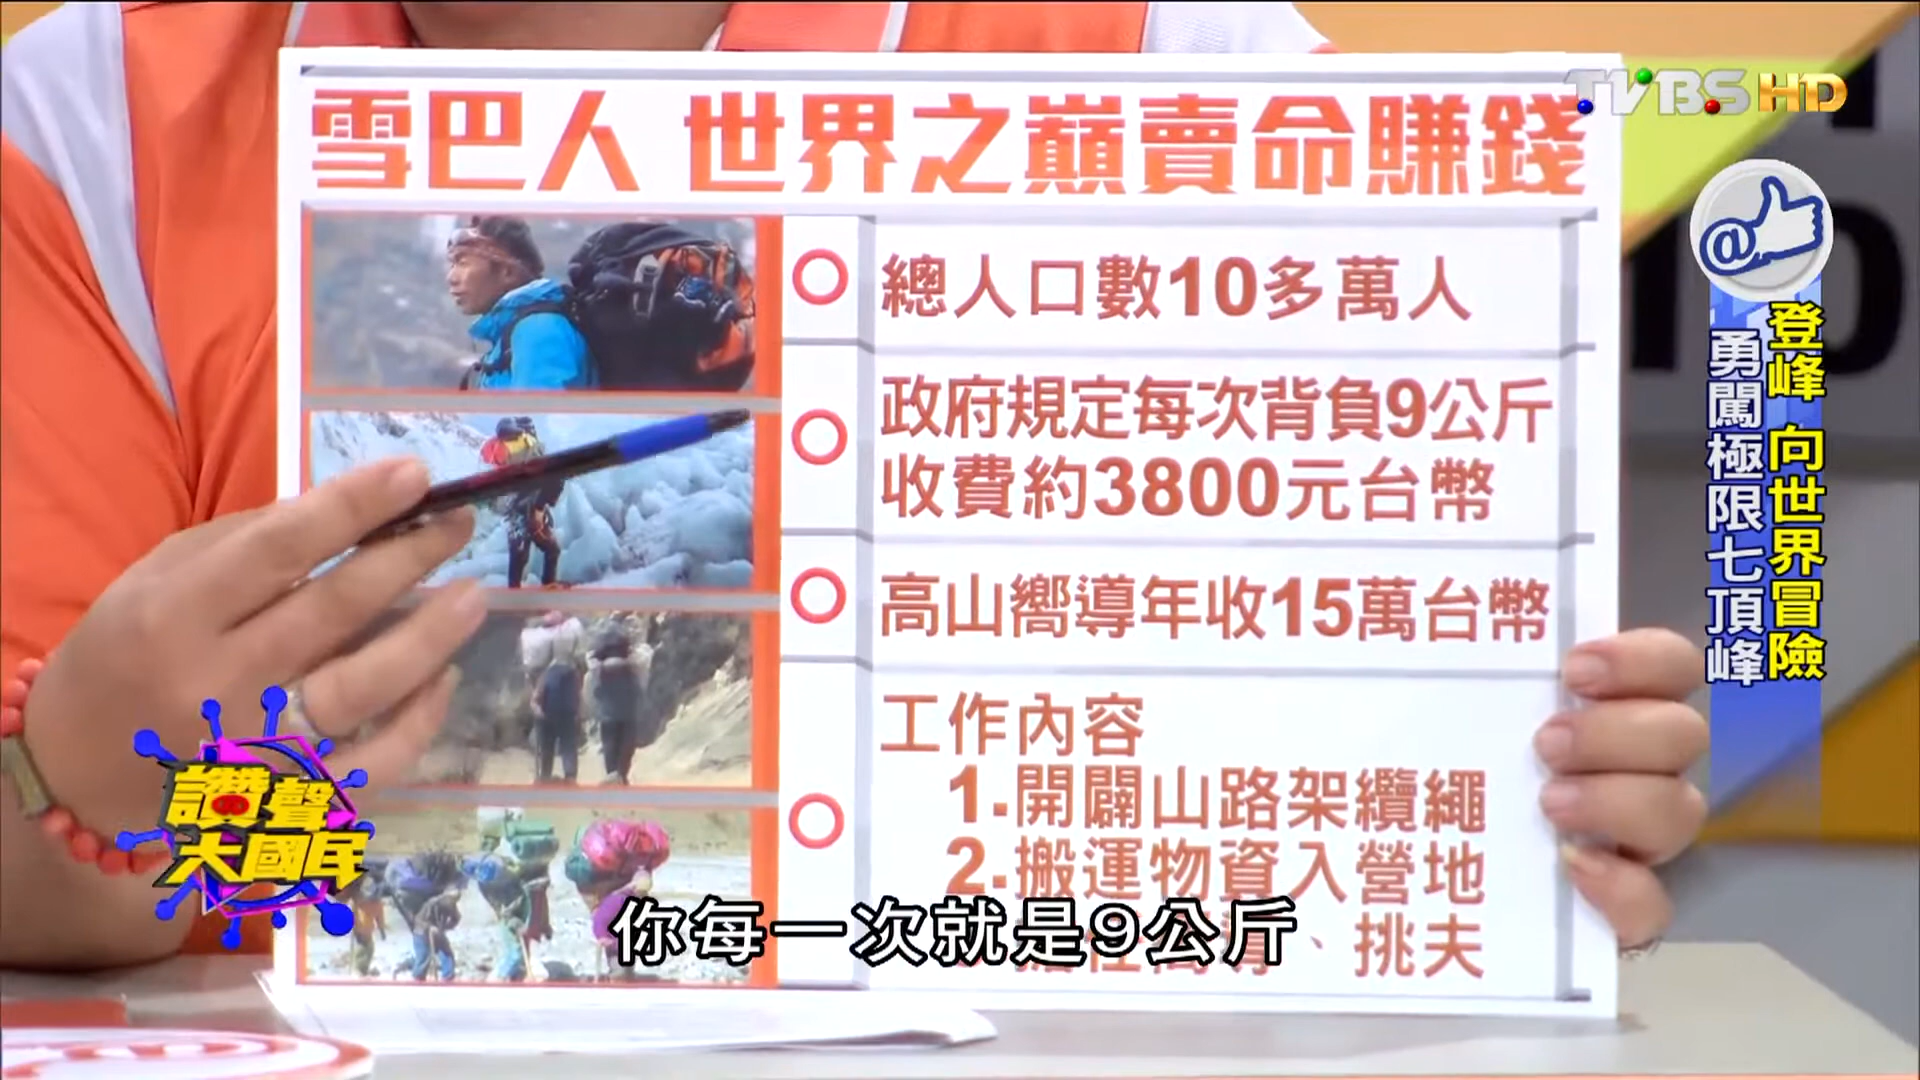 TVBS HD
雪巴人 世界之巔賣命賺錢
總人口數10多萬人
政府規定每次背負9公斤
收費約3800元台幣
高山嚮導年收15萬台幣
工作內容
1.開闢山路架纜繩
2.搬運物資入營地
、挑夫
@
登峰 向世界冒險
勇闖極限七頂峰
讚聲
大國民
你每一次就是9公斤